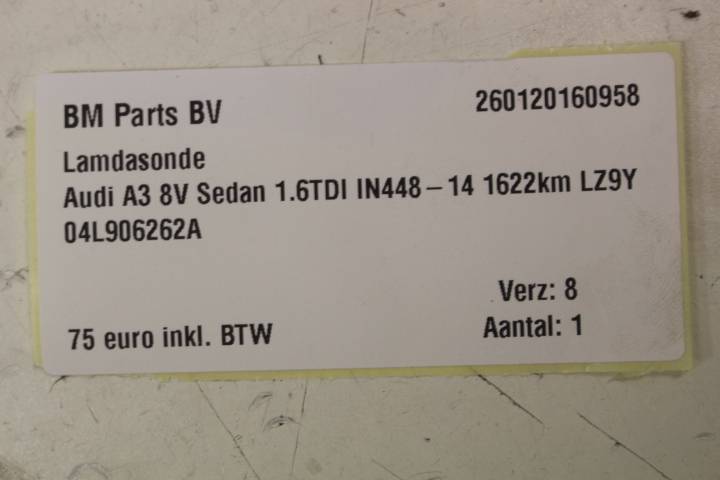 BM Parts BV 260120160958
Lamdasonde
Audi A3 8V Sedan 1.6TDI IN448-14 1622km LZ9Y
04L906262A
Verz: 8
75 euro inkl. BTW Aantal: 1